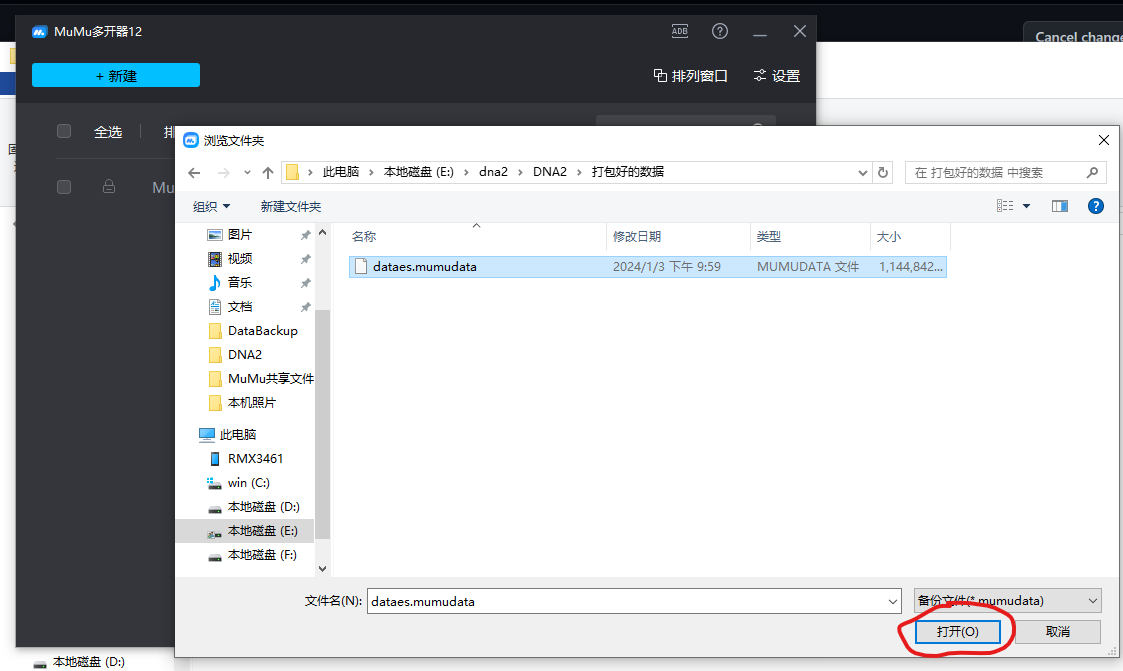 MuMu多开器12
ADB
Cancel change
+ 新建
排列窗口
设置
全选
排
Mu
浏览文件夹
此电脑 › 本地磁盘 (E:) › dna2 › DNA2 › 打包好的数据
在 打包好的数据 中搜索
组织
新建文件夹
名称
修改日期
类型
大小
dataes.mumudata
2024/1/3 下午 9:59
MUMUDATA 文件
1,144,842...
图片
视频
音乐
文档
DataBackup
DNA2
MuMu共享文件
本机照片
此电脑
RMX3461
win (C:)
本地磁盘 (D:)
本地磁盘 (E:)
本地磁盘 (F:)
文件名(N):
dataes.mumudata
备份文件(*.mumudata)
打开(O)
取消
本地磁盘 (D:)